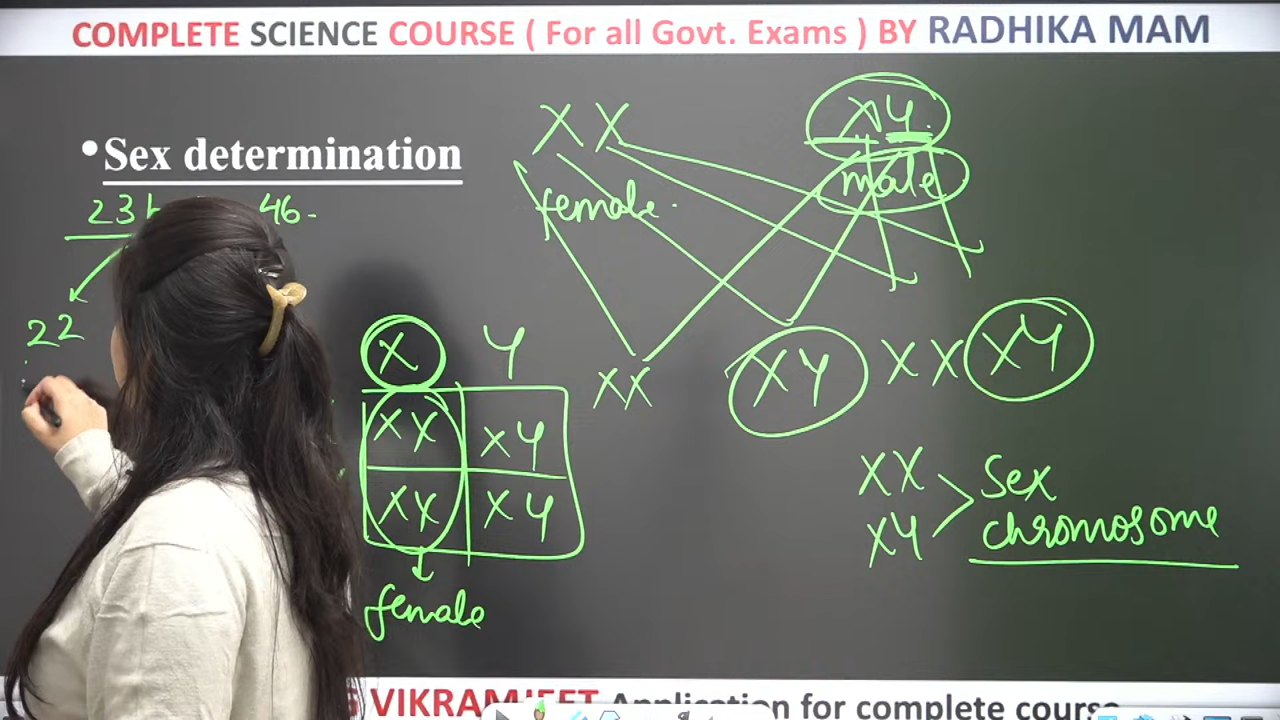 COMPLETE SCIENCE COURSE ( For all Govt. Exams ) BY RADHIKA MAM
• Sex determination
23
46
22
X X
female
XY
male
XX
XY
XX
XY
X
Y
XX
XY
XX
XY
female
XX
XY
Sex
chromosome
VIKRAMJEET Application for complete course